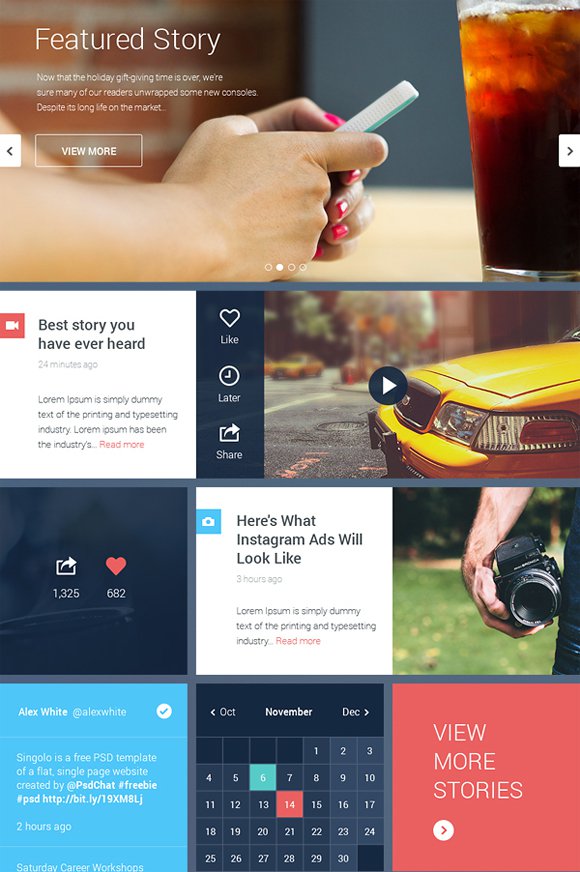 Featured Story
Now that the holiday gift-giving time is over, we're
sure many of our readers unwrapped some new consoles.
Despite its long life on the market...
VIEW MORE
Best story you
have ever heard
24 minutes ago
Lorem Ipsum is simply dummy
text of the printing and typesetting
industry. Lorem ipsum has been
the industry's... Read more
Like
Later
Share
1,325 682
Here's What
Instagram Ads Will
Look Like
3 hours ago
Lorem Ipsum is simply dummy
text of the printing and typesetting
industry... Read more
Alex White @alexwhite
Singolo is a free PSD template
of a flat, single page website
created by @PsdChat #freebie
#psd http://bit.ly/19XM8Lj
2 hours ago
Saturday Career Workshops
Oct November Dec
1 2 3
4 5 6 7 8 9 10
11 12 13 14 15 16 17
18 19 20 21 22 23 24
25 26 27 28 29 30
VIEW
MORE
STORIES